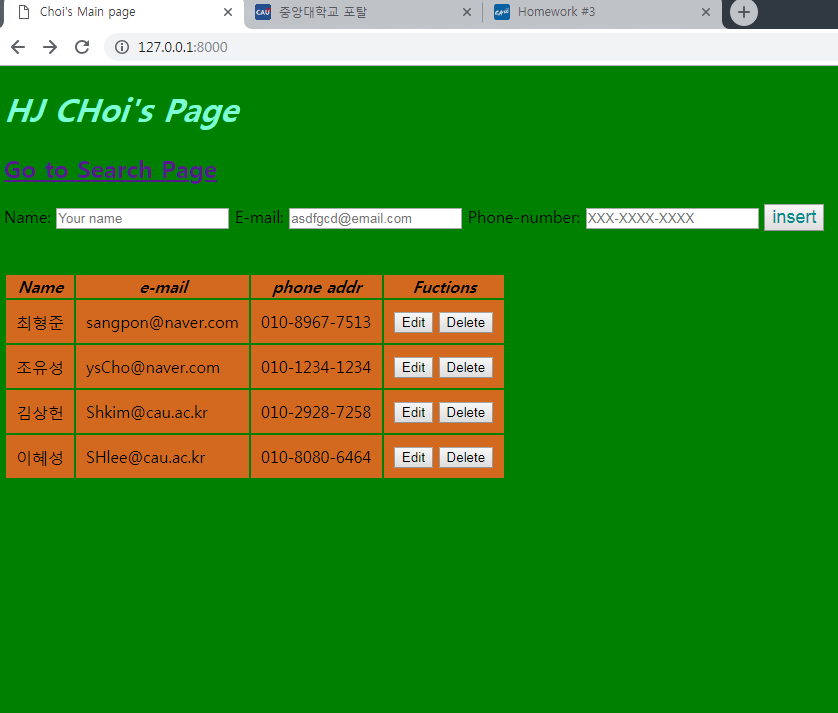 Choi's Main page
중앙대학교 포탈
Homework #3
127.0.0.1:8000
HJ CHoi's Page
Go to Search Page
Name: Your name E-mail: asdfgcd@email.com Phone-number: XXX-XXXX-XXXX insert
Name e-mail phone addr Fuctions
최형준 sangpon@naver.com 010-8967-7513 Edit Delete
조유성 ysCho@naver.com 010-1234-1234 Edit Delete
김상헌 Shkim@cau.ac.kr 010-2928-7258 Edit Delete
이혜성 SHlee@cau.ac.kr 010-8080-6464 Edit Delete